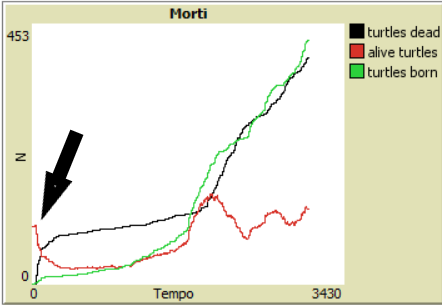 Morti
453
N
0
0 Tempo 3430
turtles dead
alive turtles
turtles born